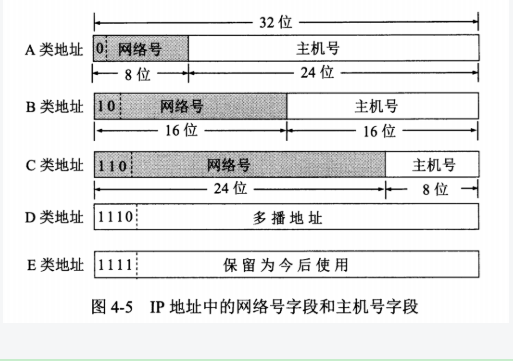 32 位
A 类地址 0 网络号 主机号
8 位 24 位
B 类地址 10 网络号 主机号
16 位 16 位
C 类地址 110 网络号 主机号
24 位 8 位
D 类地址 1110 多播地址
E 类地址 1111 保留为今后使用
图 4-5 IP 地址中的网络号字段和主机号字段